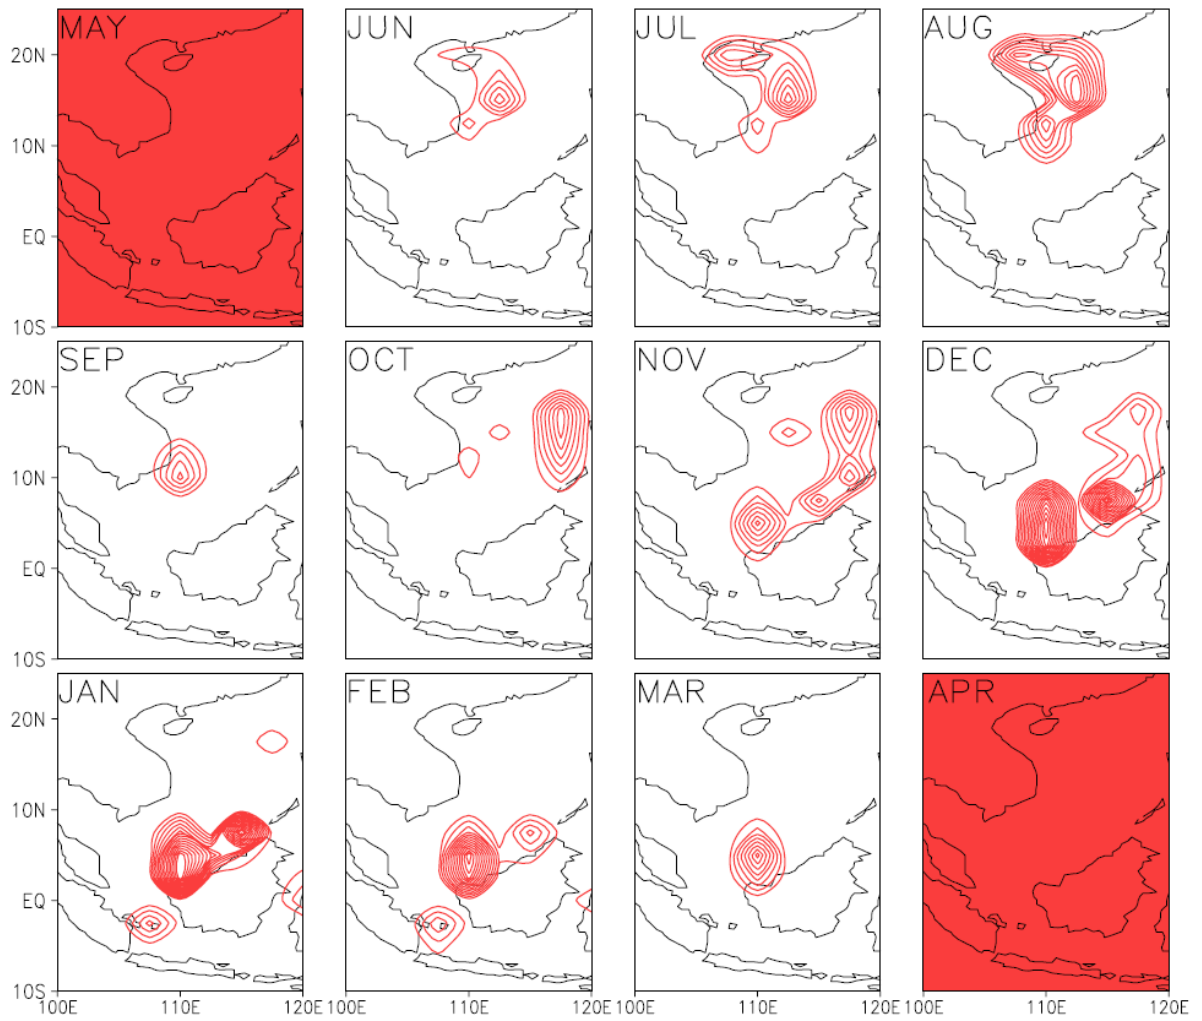 MAY JUN JUL AUG
20N
10N
EQ
10S
SEP OCT NOV DEC
20N
10N
EQ
10S
JAN FEB MAR APR
20N
10N
EQ
10S
100E 110E 120E 100E 110E 120E 100E 110E 120E 100E 110E 120E